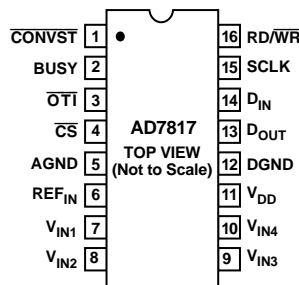 CONVST 1 16 RD/WR
BUSY 2 15 SCLK
OTI 3 14 DIN
CS 4 AD7817 13 DOUT
AGND 5 TOP VIEW 12 DGND
REFIN 6 (Not to Scale) 11 VDD
VIN1 7 10 VIN4
VIN2 8 9 VIN3